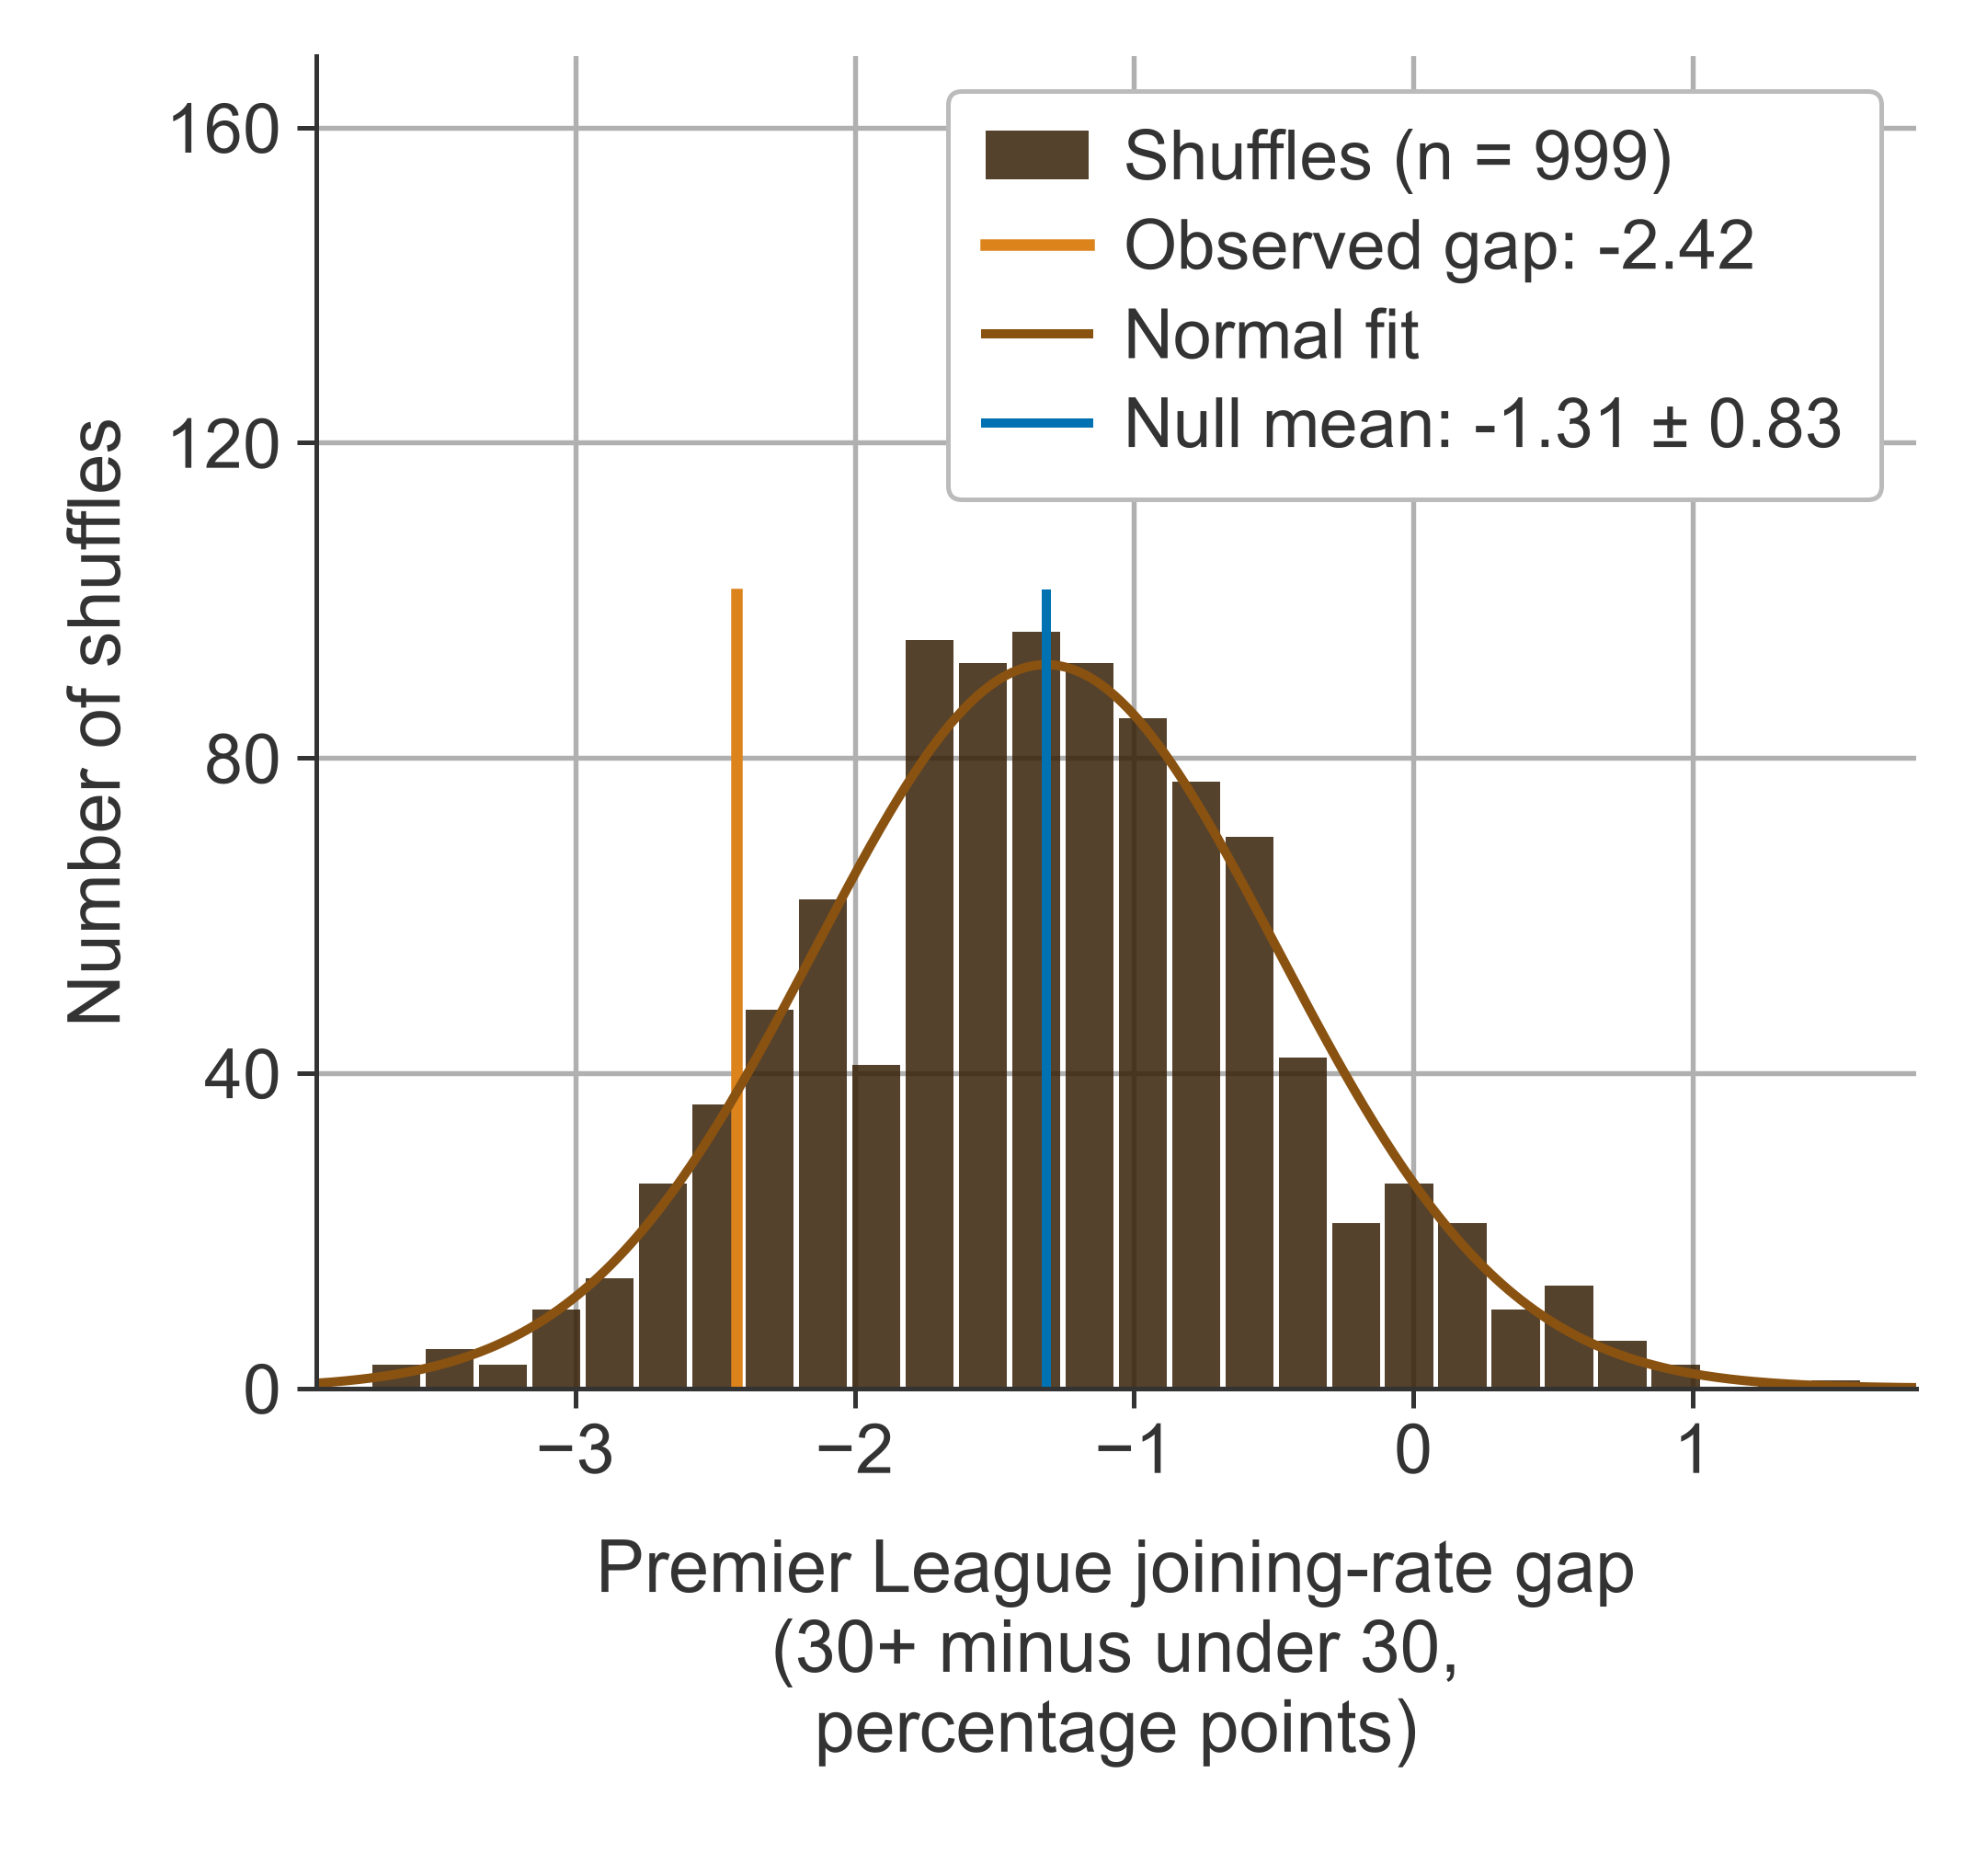 160
120
80
40
0
Number of shuffles
Shuffles (n = 999)
Observed gap: -2.42
Normal fit
Null mean: -1.31 ± 0.83
−3 −2 −1 0 1
Premier League joining-rate gap
(30+ minus under 30,
percentage points)